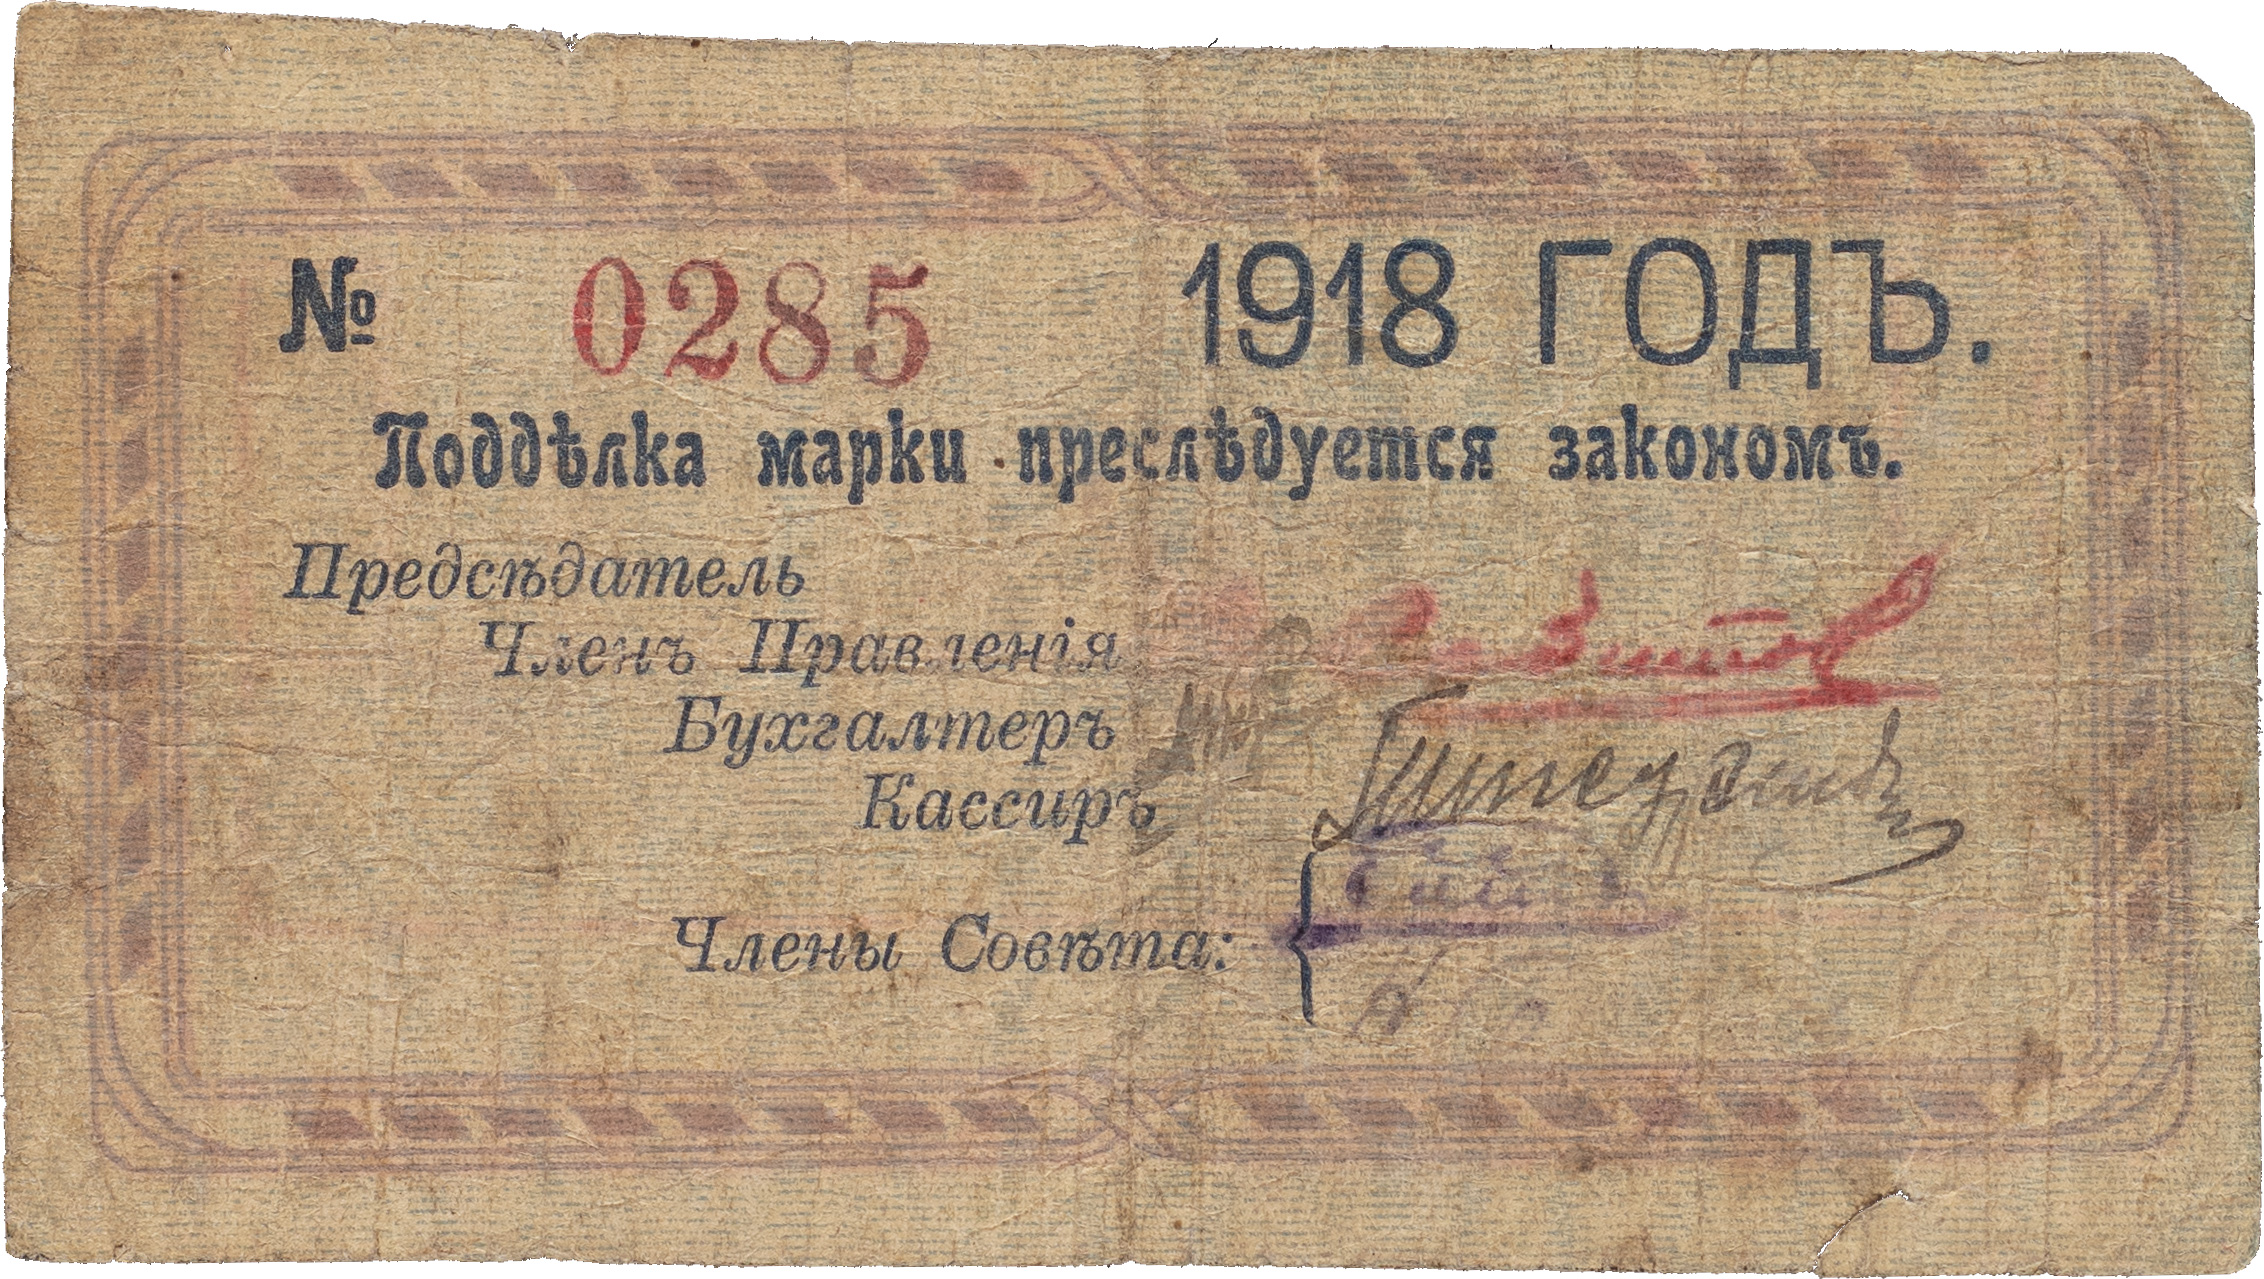 № 0285 1918 ГОДЪ.
Поддѣлка марки преслѣдуется закономъ.
Предсѣдатель
Членъ Правленія
Бухгалтеръ
Кассиръ
Члены Совѣта: